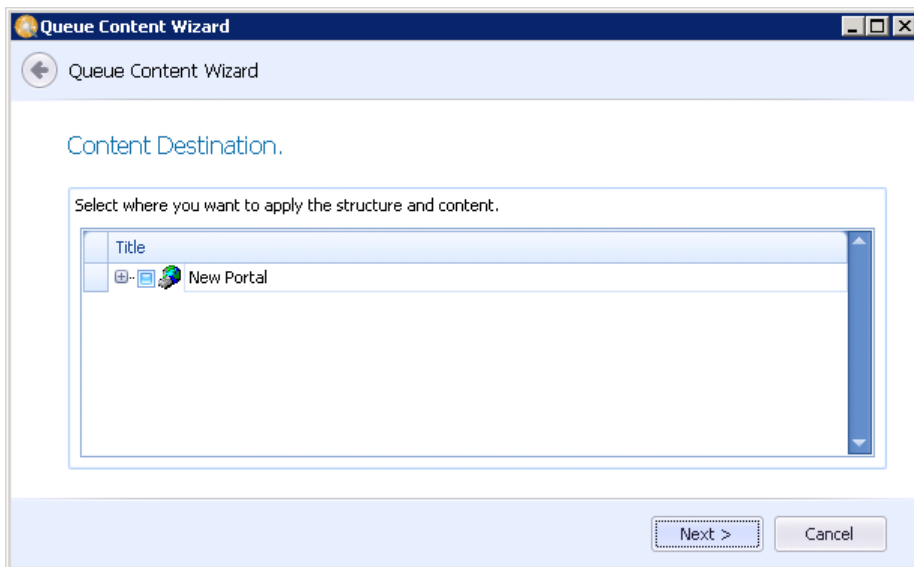 Queue Content Wizard
Queue Content Wizard
Content Destination.
Select where you want to apply the structure and content.
Title
New Portal
Next > Cancel